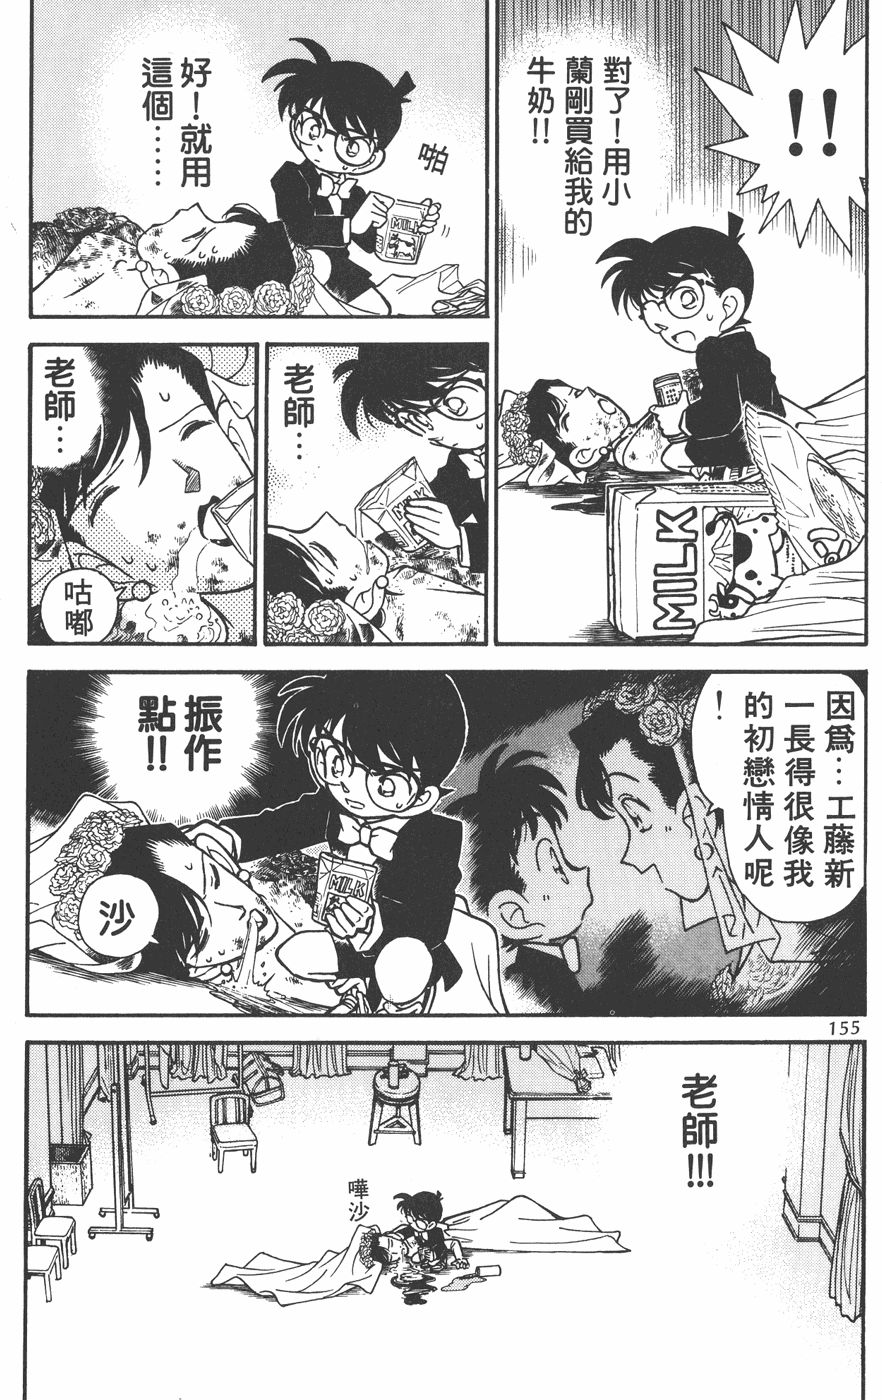 !!
對了!用小
蘭剛買給我的
牛奶!!
MILK
好!就用
這個……
啪
MILK
老師…
MILK
老師…
咕嘟
因爲…工藤新
一長得很像我
的初戀情人呢
!
振作
點!!
MILK
沙
155
老師!!!
嘩沙